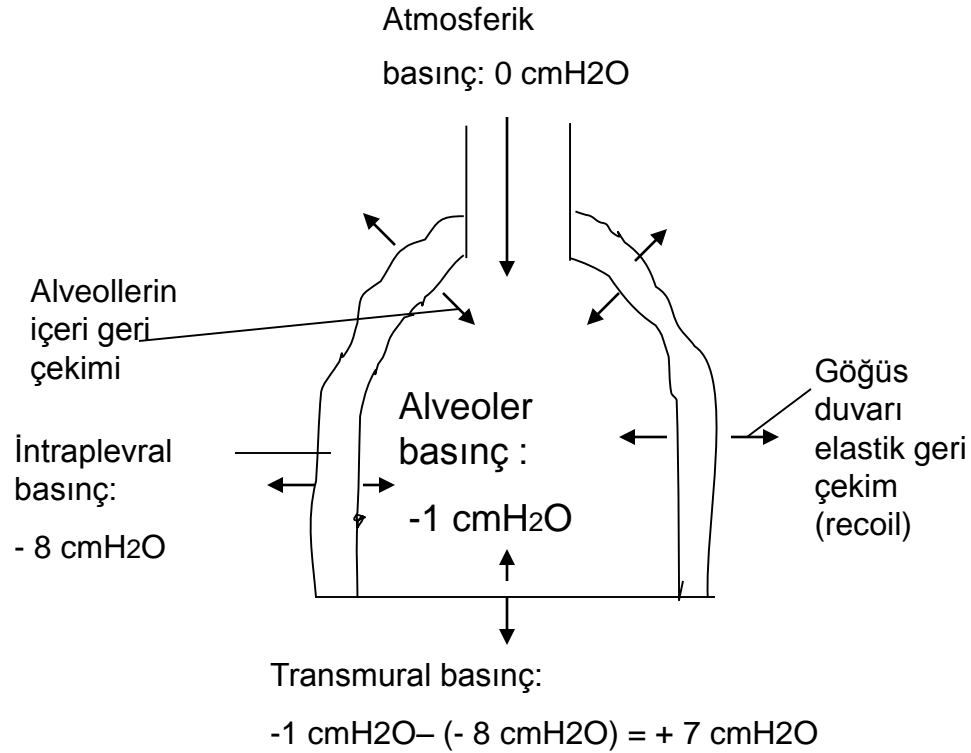 Atmosferik
basınç: 0 cmH2O
Alveollerin
içeri geri
çekimi
Göğüs
duvarı
elastik geri
çekim
(recoil)
Alveoler
basınç :
-1 cmH2O
İntraplevral
basınç:
- 8 cmH2O
Transmural basınç:
-1 cmH2O– (- 8 cmH2O) = + 7 cmH2O